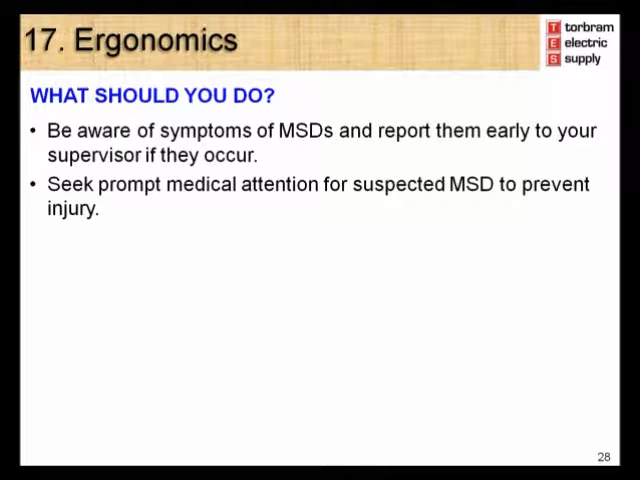 17. Ergonomics
T torbram
E electric
S supply
WHAT SHOULD YOU DO?
• Be aware of symptoms of MSDs and report them early to your
supervisor if they occur.
• Seek prompt medical attention for suspected MSD to prevent
injury.
28